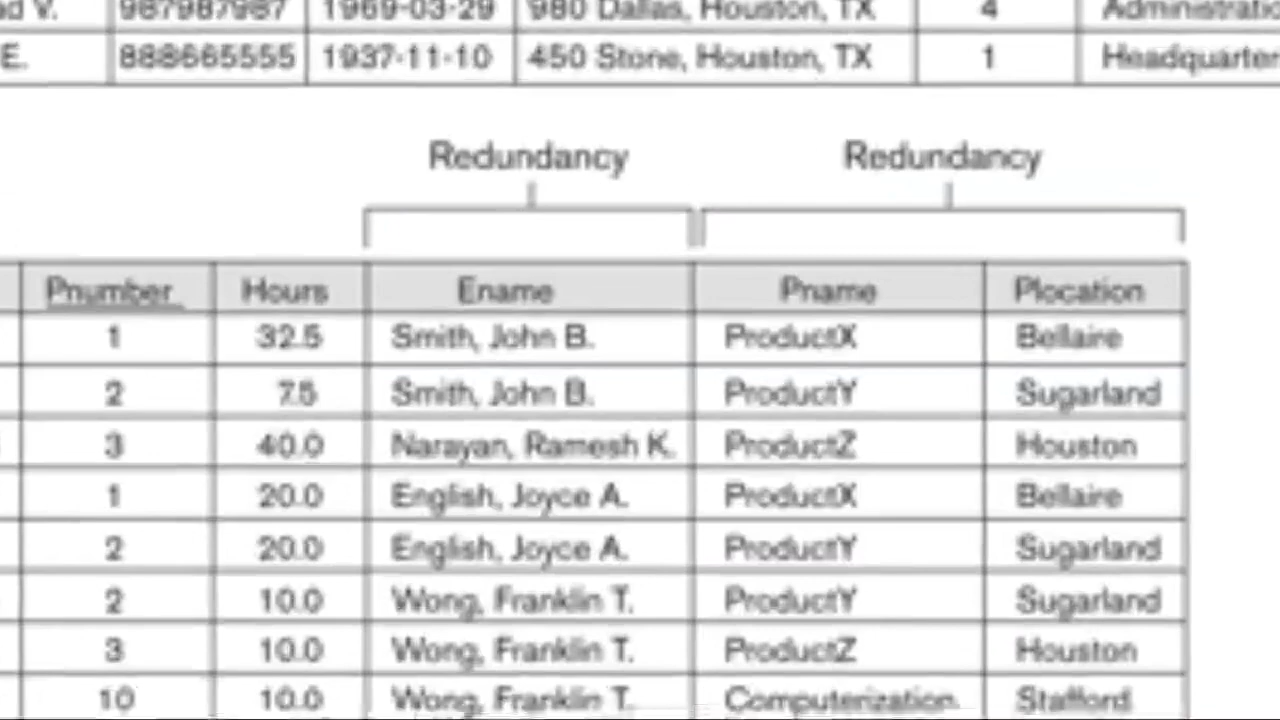 ad V. 987987987 1969-03-29 980 Dallas, Houston, TX 4 Administratio
E. 888665555 1937-11-10 450 Stone, Houston, TX 1 Headquarter
Redundancy Redundancy
Pnumber Hours Ename Pname Plocation
1 32.5 Smith, John B. ProductX Bellaire
2 7.5 Smith, John B. ProductY Sugarland
3 40.0 Narayan, Ramesh K. ProductZ Houston
1 20.0 English, Joyce A. ProductX Bellaire
2 20.0 English, Joyce A. ProductY Sugarland
2 10.0 Wong, Franklin T. ProductY Sugarland
3 10.0 Wong, Franklin T. ProductZ Houston
10 10.0 Wong, Franklin T. Computerization Stafford